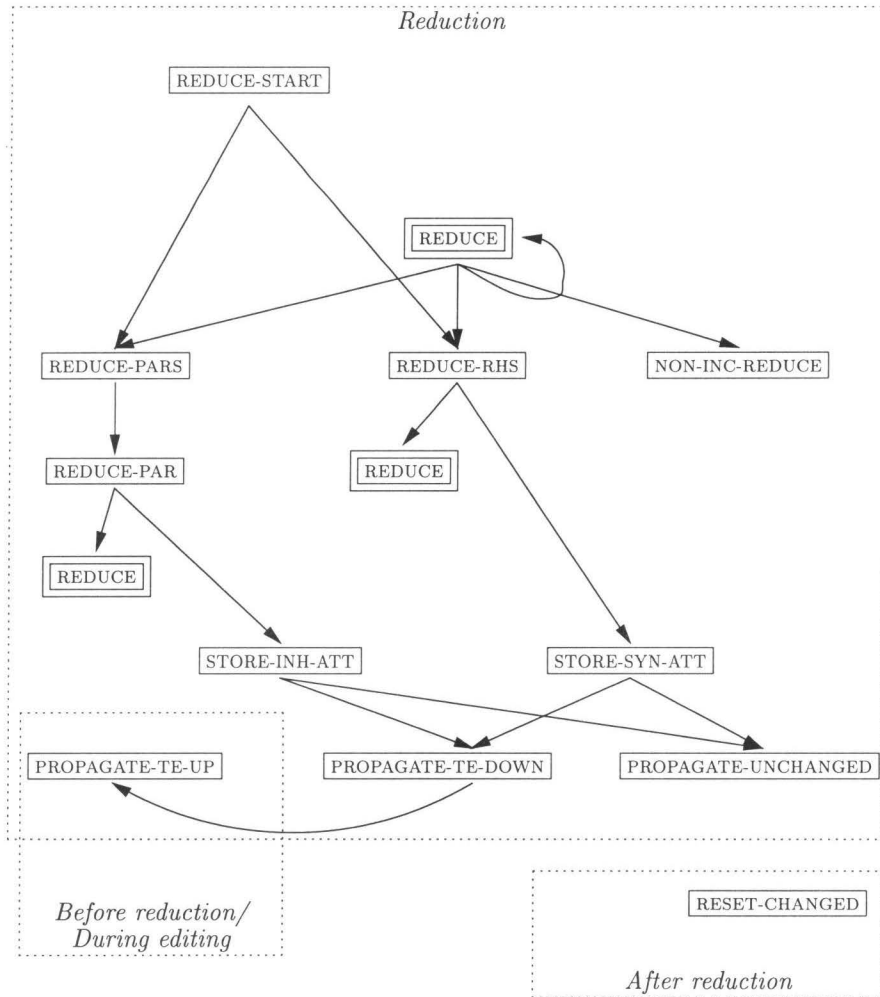 Reduction
REDUCE-START
REDUCE
REDUCE-PARS
REDUCE-RHS
NON-INC-REDUCE
REDUCE-PAR
REDUCE
REDUCE
STORE-INH-ATT
STORE-SYN-ATT
PROPAGATE-TE-UP
PROPAGATE-TE-DOWN
PROPAGATE-UNCHANGED
Before reduction/
During editing
RESET-CHANGED
After reduction